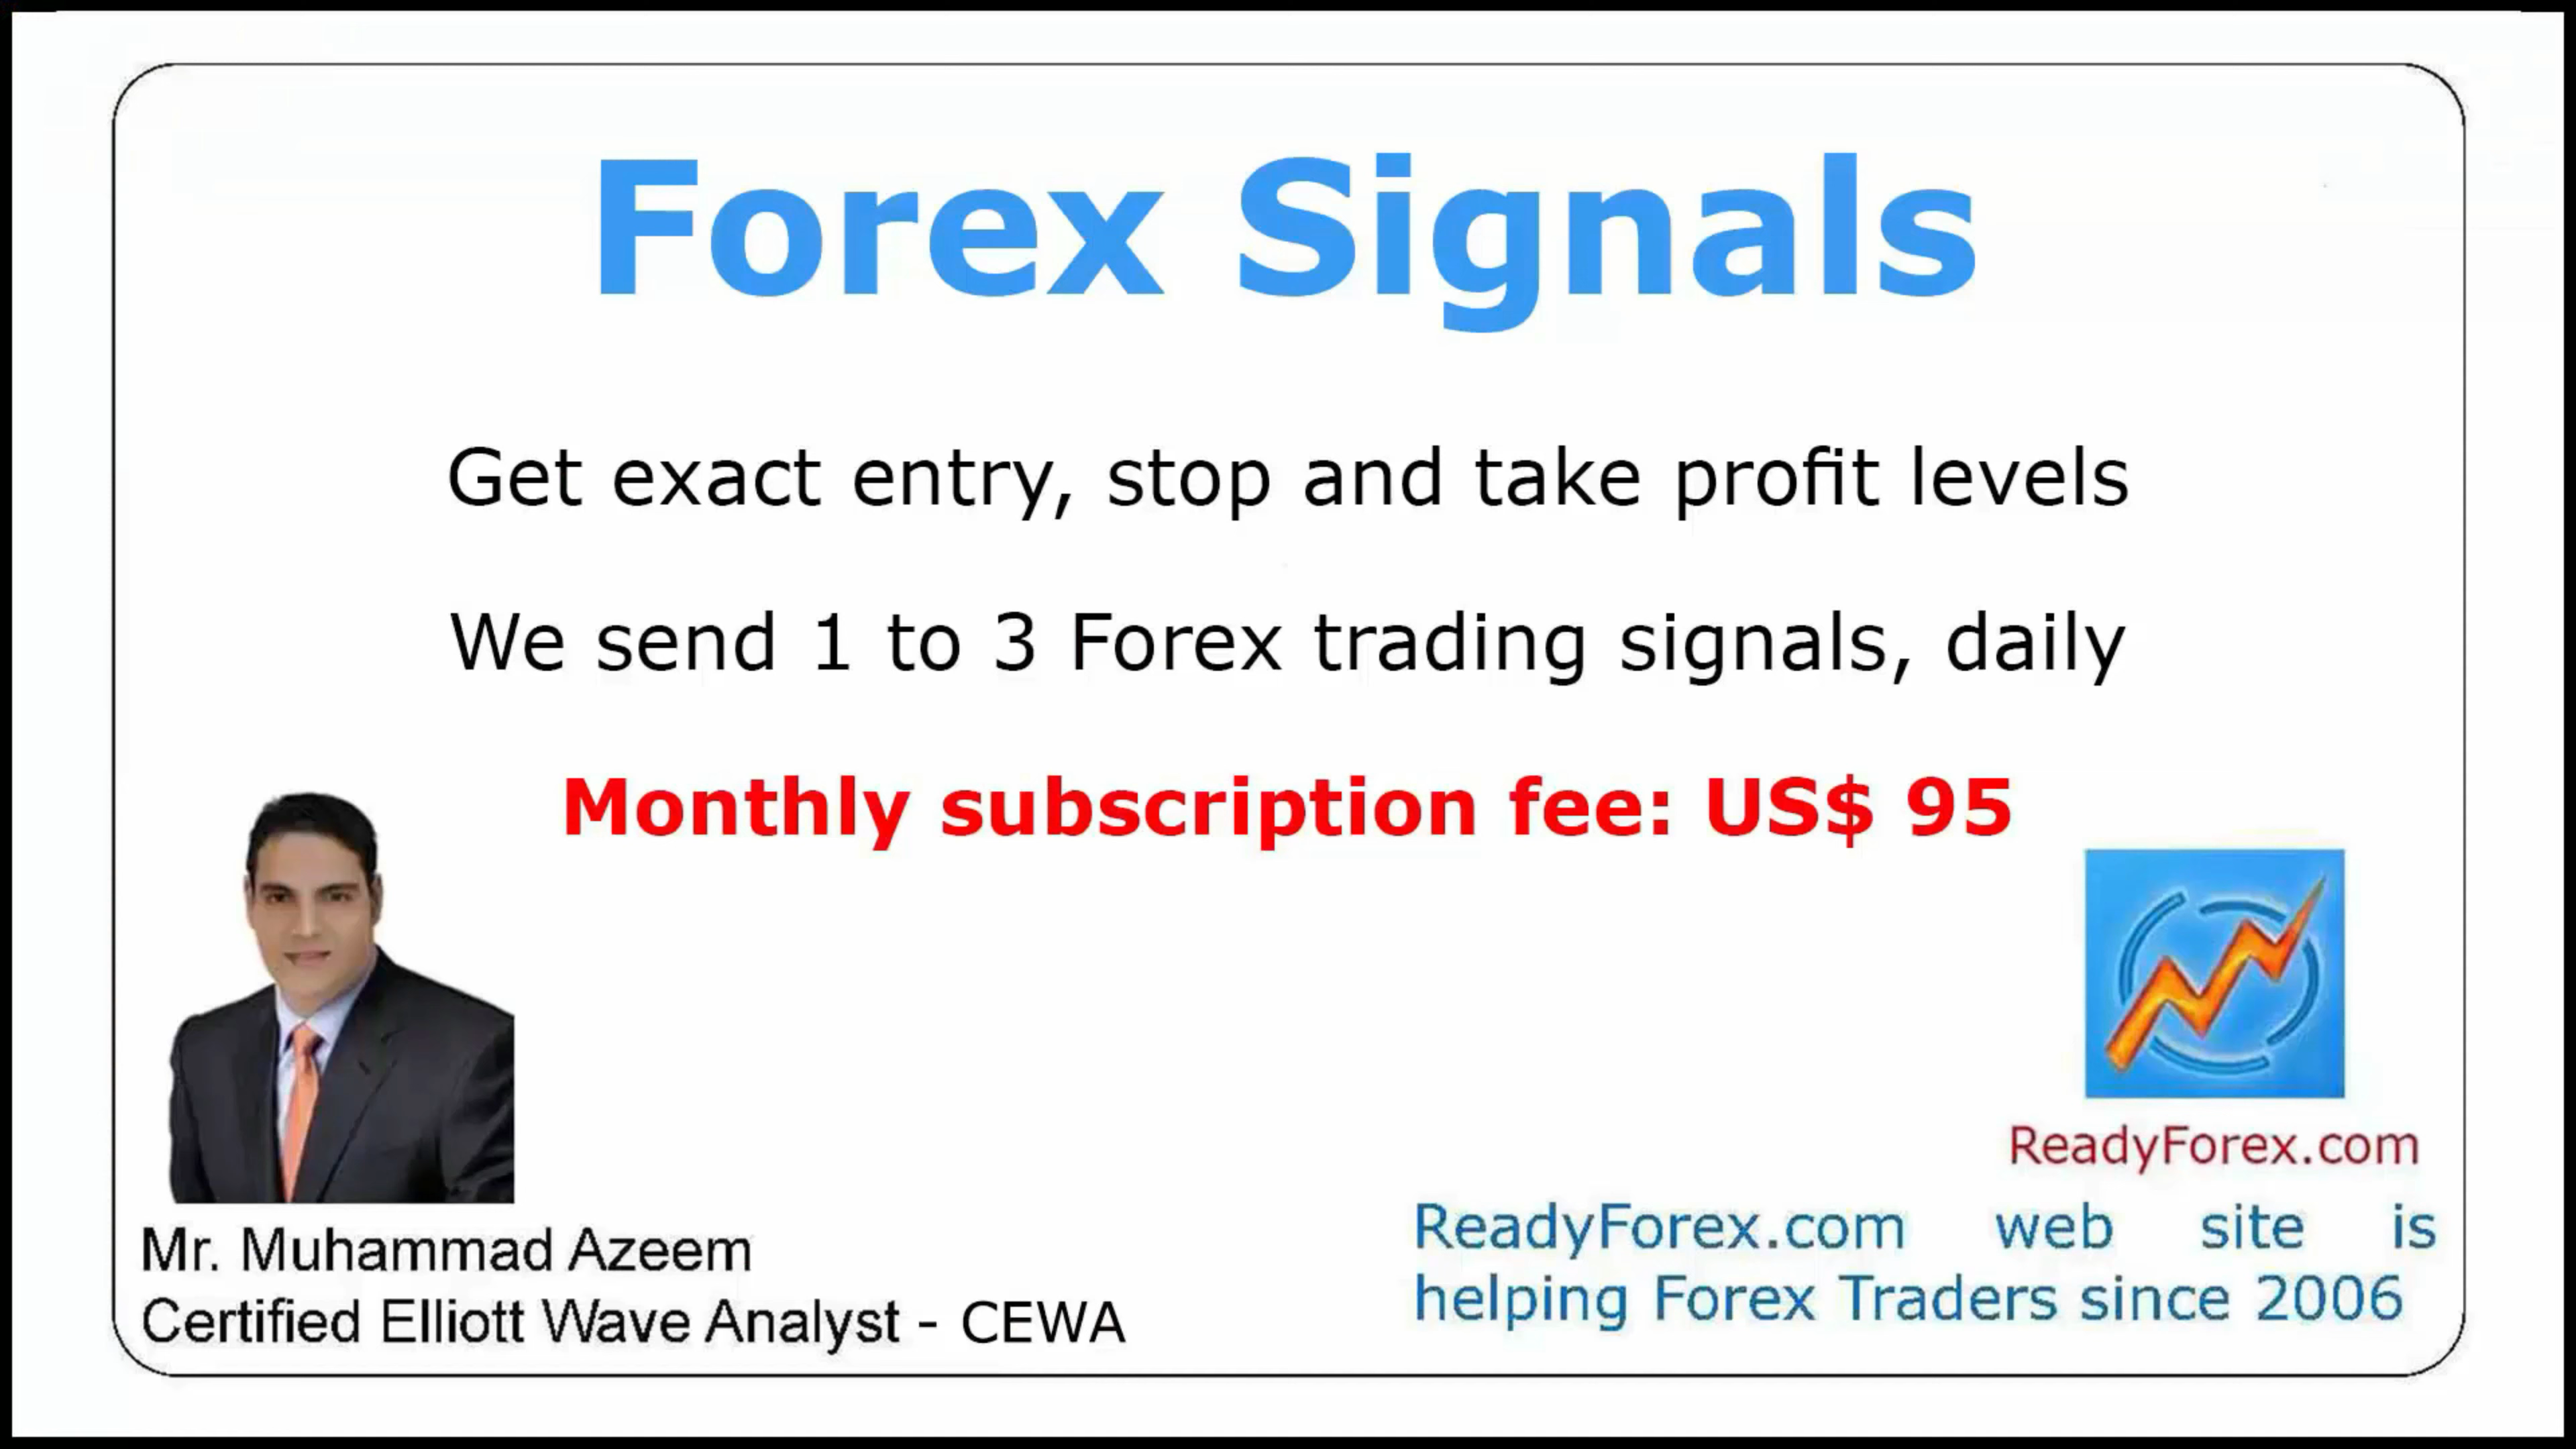 Forex Signals
Get exact entry, stop and take profit levels
We send 1 to 3 Forex trading signals, daily
Monthly subscription fee: US$ 95
Mr. Muhammad Azeem
Certified Elliott Wave Analyst - CEWA
ReadyForex.com
ReadyForex.com web site is
helping Forex Traders since 2006